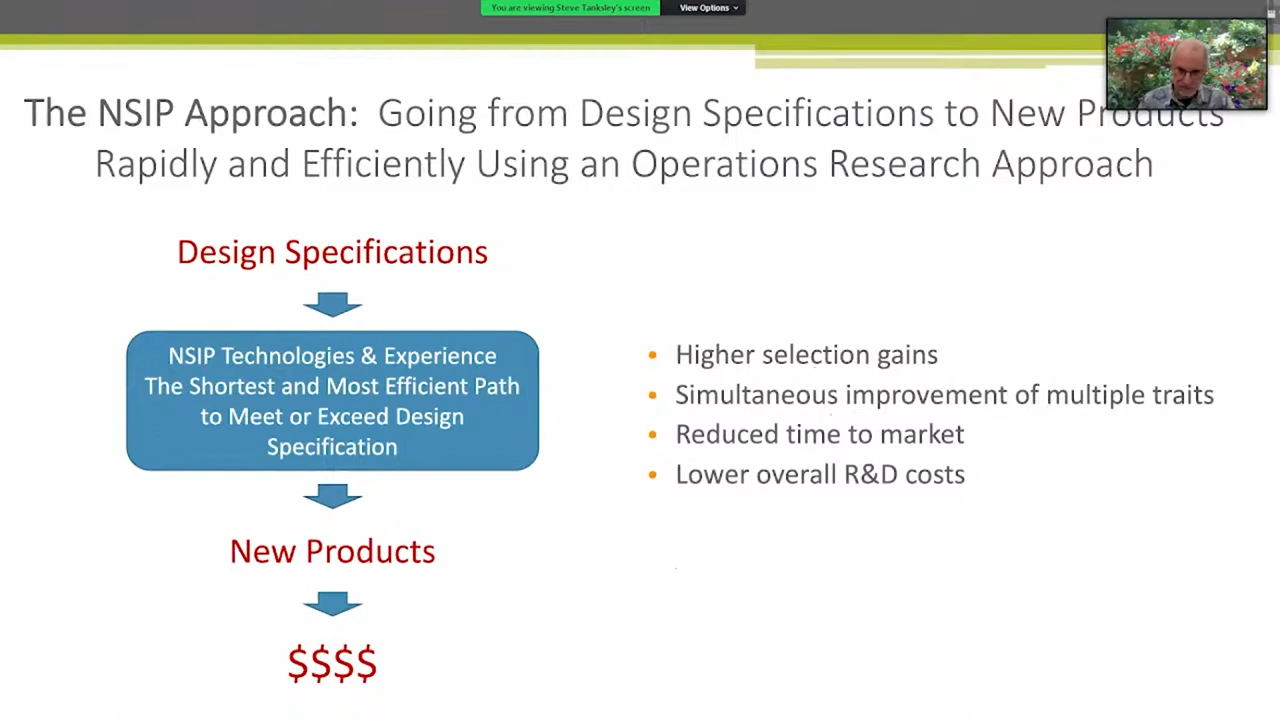 You are viewing Steve Tanksley's screen
View Options
The NSIP Approach: Going from Design Specifications to New Products
Rapidly and Efficiently Using an Operations Research Approach
Design Specifications
NSIP Technologies & Experience
The Shortest and Most Efficient Path
to Meet or Exceed Design
Specification
New Products
$$$$
• Higher selection gains
• Simultaneous improvement of multiple traits
• Reduced time to market
• Lower overall R&D costs